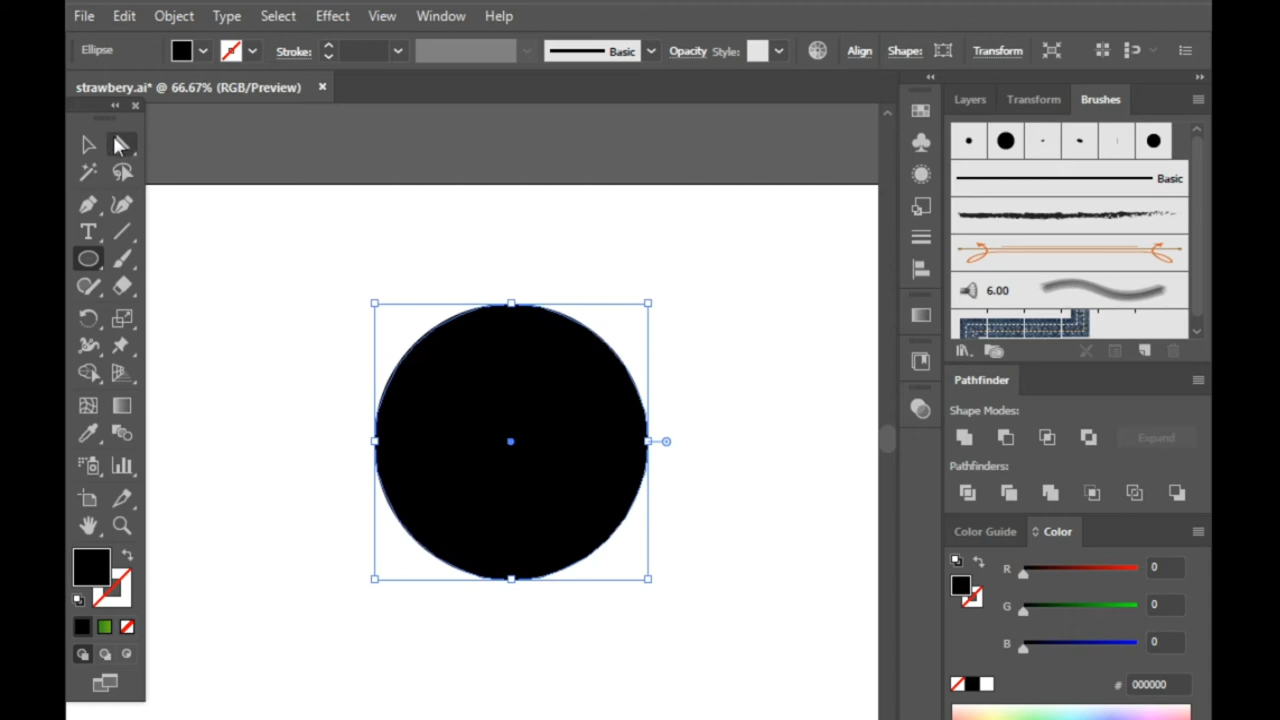 File Edit Object Type Select Effect View Window Help
Ellipse Stroke: Basic Opacity Style: Align Shape: Transform
strawbery.ai* @ 66.67% (RGB/Preview)
Layers Transform Brushes
Basic
6.00
Pathfinder
Shape Modes:
Expand
Pathfinders:
Color Guide Color
R 0
G 0
B 0
# 000000